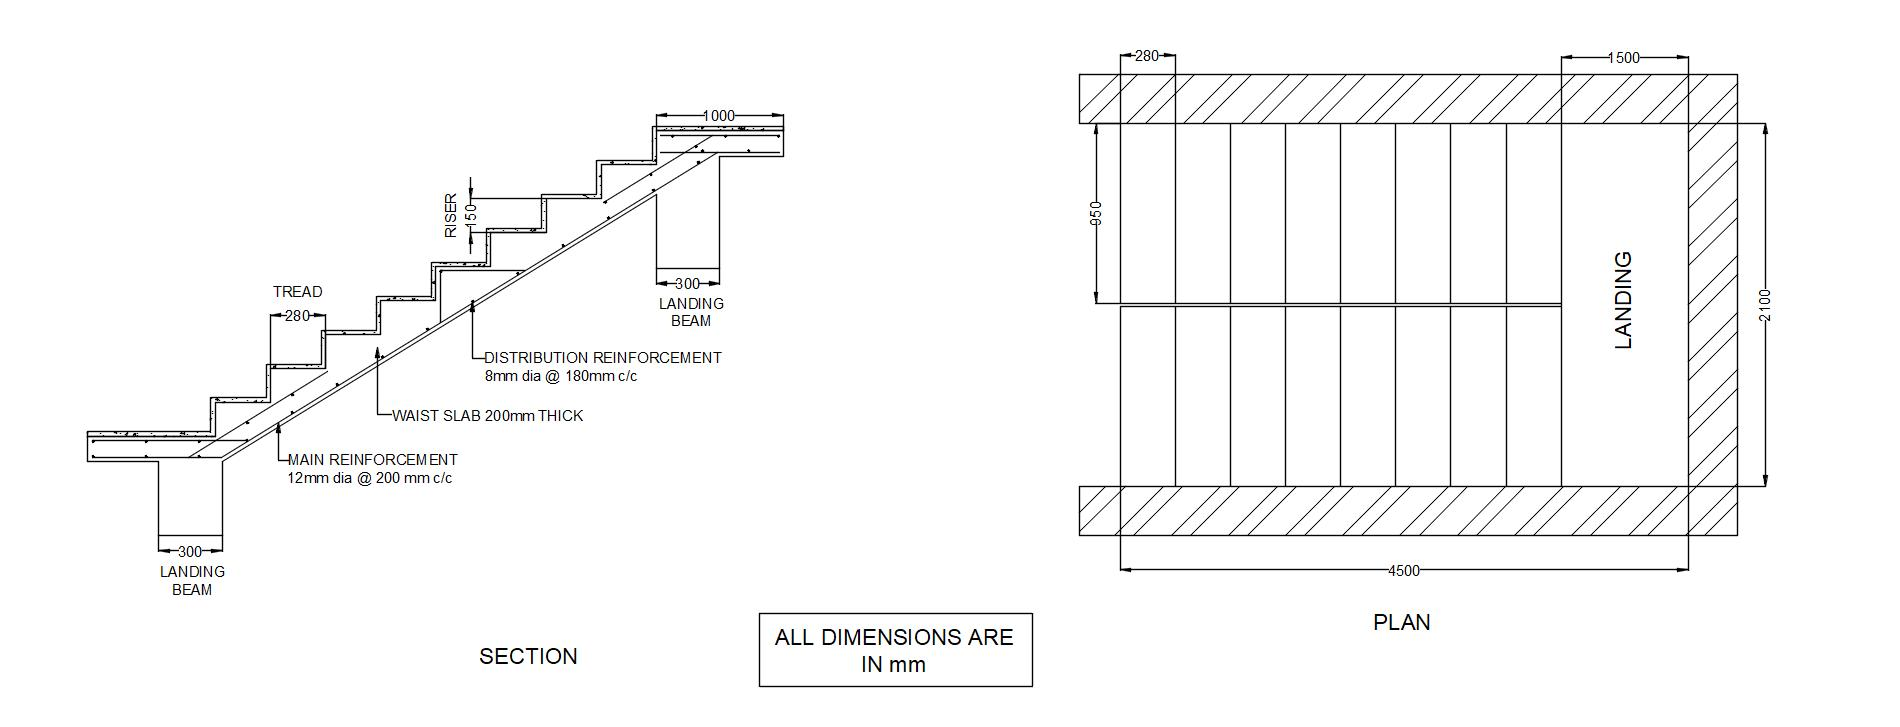 1000
RISER
150
TREAD
280
300
LANDING
BEAM
DISTRIBUTION REINFORCEMENT
8mm dia @ 180mm c/c
WAIST SLAB 200mm THICK
MAIN REINFORCEMENT
12mm dia @ 200 mm c/c
300
LANDING
BEAM
SECTION
ALL DIMENSIONS ARE
IN mm
280
1500
950
LANDING
2100
4500
PLAN